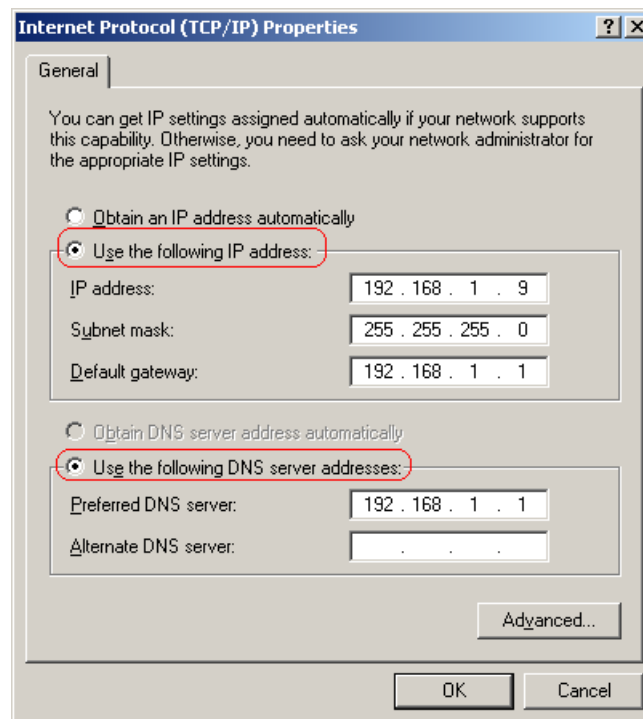 Internet Protocol (TCP/IP) Properties
General
You can get IP settings assigned automatically if your network supports
this capability. Otherwise, you need to ask your network administrator for
the appropriate IP settings.
Obtain an IP address automatically
Use the following IP address:
IP address: 192 . 168 . 1 . 9
Subnet mask: 255 . 255 . 255 . 0
Default gateway: 192 . 168 . 1 . 1
Obtain DNS server address automatically
Use the following DNS server addresses:
Preferred DNS server: 192 . 168 . 1 . 1
Alternate DNS server: . . .
Advanced...
OK Cancel